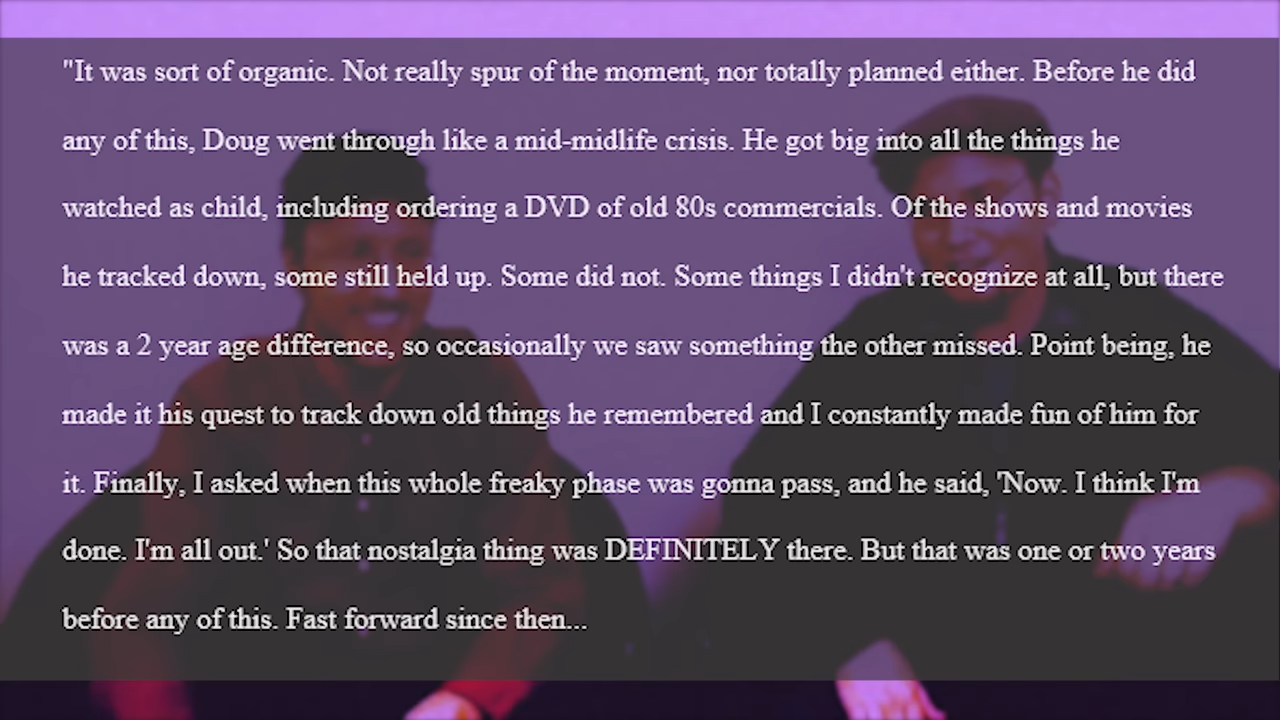 "It was sort of organic. Not really spur of the moment, nor totally planned either. Before he did
any of this, Doug went through like a mid-midlife crisis. He got big into all the things he
watched as child, including ordering a DVD of old 80s commercials. Of the shows and movies
he tracked down, some still held up. Some did not. Some things I didn't recognize at all, but there
was a 2 year age difference, so occasionally we saw something the other missed. Point being, he
made it his quest to track down old things he remembered and I constantly made fun of him for
it. Finally, I asked when this whole freaky phase was gonna pass, and he said, 'Now. I think I'm
done. I'm all out.' So that nostalgia thing was DEFINITELY there. But that was one or two years
before any of this. Fast forward since then...